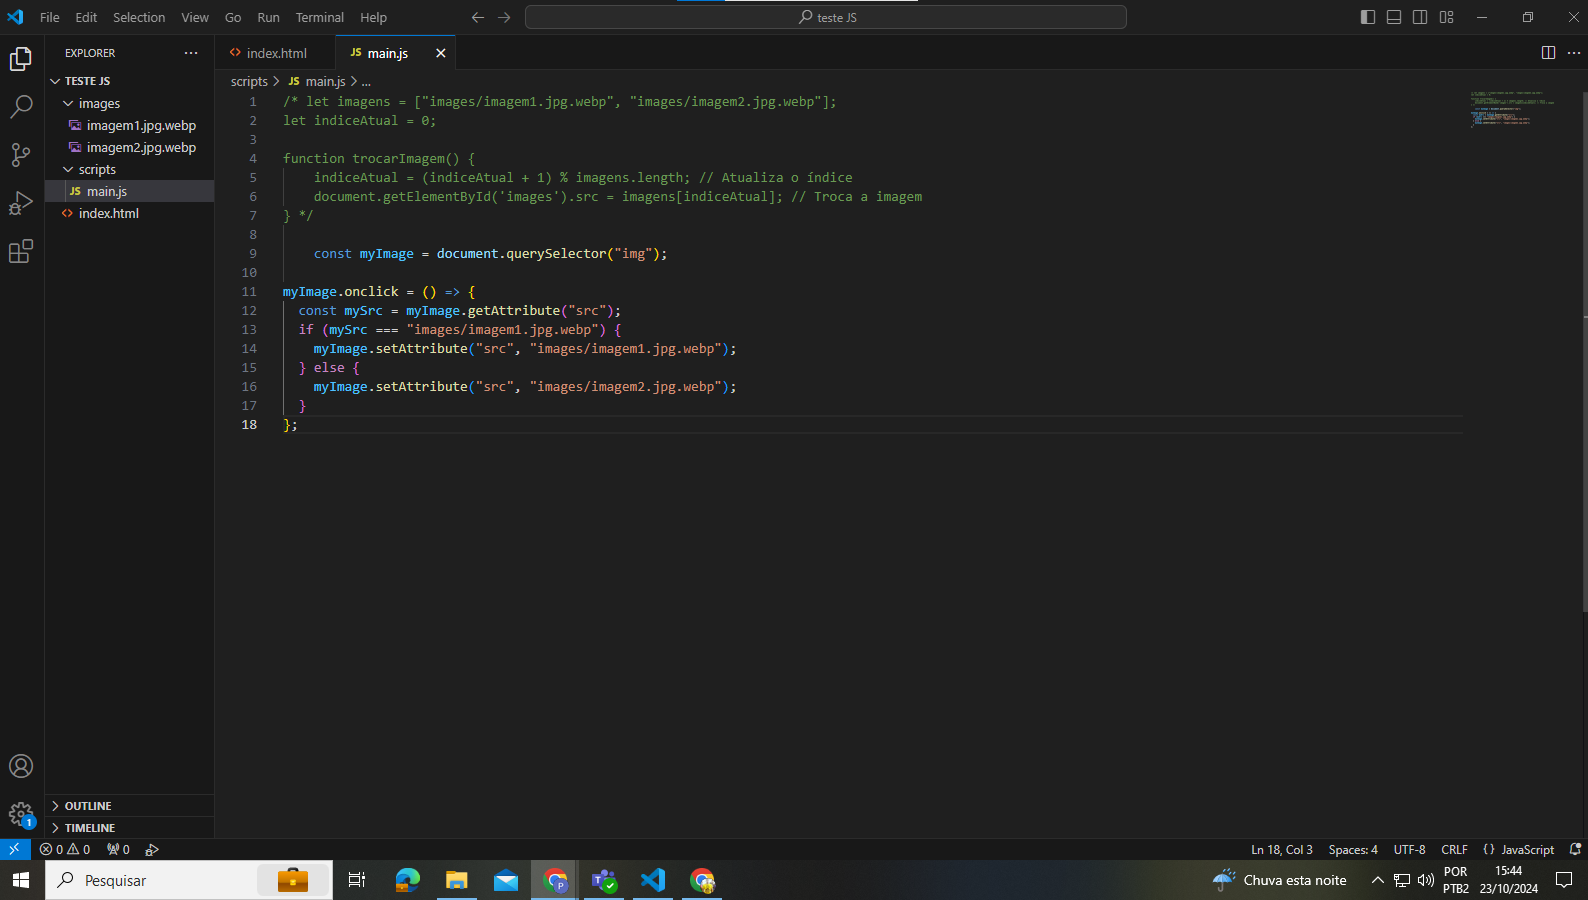 File Edit Selection View Go Run Terminal Help
teste JS
EXPLORER
index.html
JS main.js
TESTE JS
images
imagem1.jpg.webp
imagem2.jpg.webp
scripts
JS main.js
index.html
scripts > JS main.js > ...
1 /* let imagens = ["images/imagem1.jpg.webp", "images/imagem2.jpg.webp"];
2 let indiceAtual = 0;
3
4 function trocarImagem() {
5 indiceAtual = (indiceAtual + 1) % imagens.length; // Atualiza o índice
6 document.getElementById('images').src = imagens[indiceAtual]; // Troca a imagem
7 } */
8
9 const myImage = document.querySelector("img");
10
11 myImage.onclick = () => {
12 const mySrc = myImage.getAttribute("src");
13 if (mySrc === "images/imagem1.jpg.webp") {
14 myImage.setAttribute("src", "images/imagem1.jpg.webp");
15 } else {
16 myImage.setAttribute("src", "images/imagem2.jpg.webp");
17 }
18 };
OUTLINE
1
TIMELINE
0 0 0
Ln 18, Col 3 Spaces: 4 UTF-8 CRLF {} JavaScript
Pesquisar
P
Chuva esta noite
POR
PTB2
15:44
23/10/2024